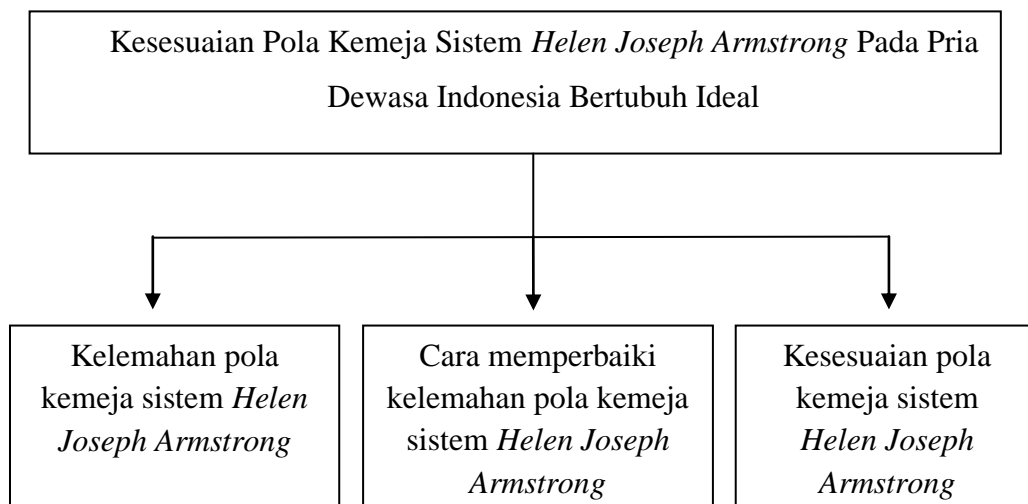 Kesesuaian Pola Kemeja Sistem Helen Joseph Armstrong Pada Pria
Dewasa Indonesia Bertubuh Ideal
Kelemahan pola
kemeja sistem Helen
Joseph Armstrong
Cara memperbaiki
kelemahan pola kemeja
sistem Helen Joseph
Armstrong
Kesesuaian pola
kemeja sistem
Helen Joseph
Armstrong